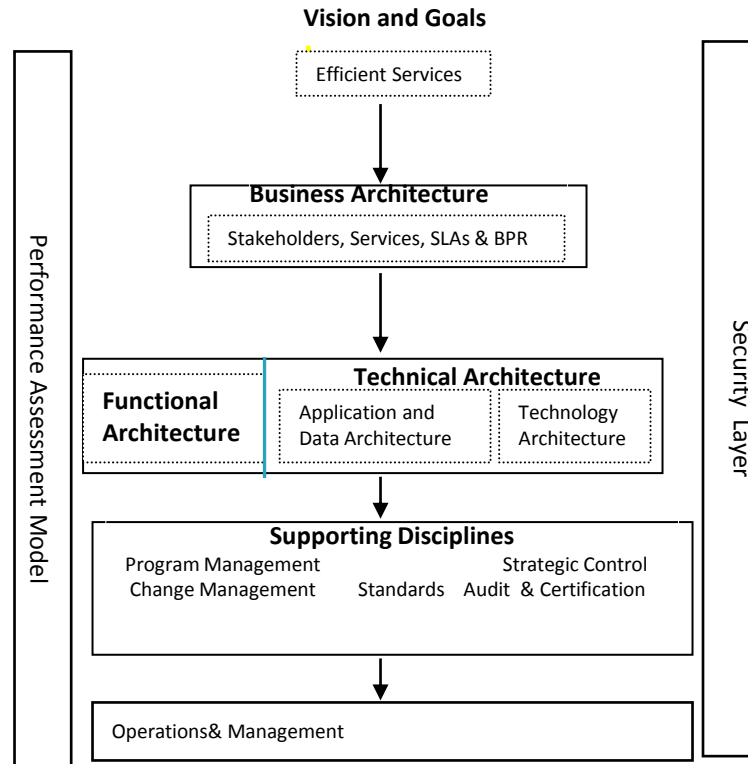 Vision and Goals
Efficient Services
Business Architecture
Stakeholders, Services, SLAs & BPR
Performance Assessment Model
Security Layer
Functional
Architecture
Technical Architecture
Application and
Data Architecture
Technology
Architecture
Supporting Disciplines
Program Management
Strategic Control
Change Management
Standards
Audit & Certification
Operations& Management